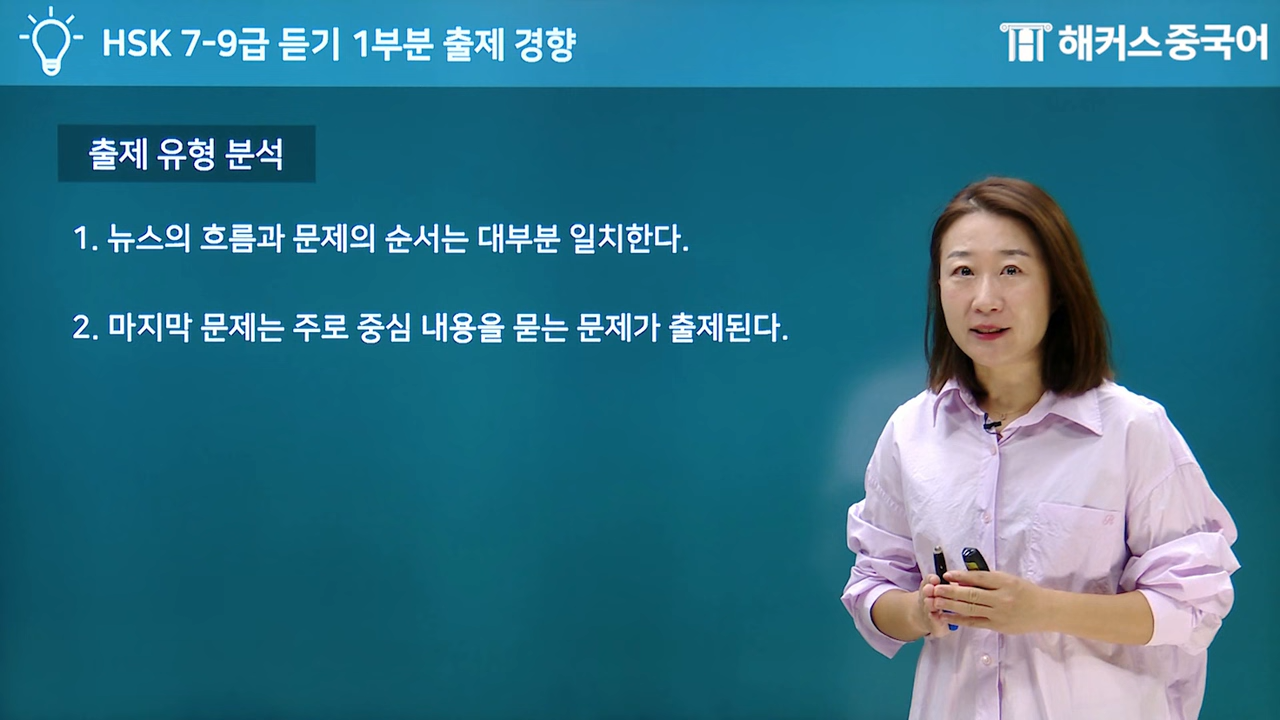 HSK 7-9급 듣기 1부분 출제 경향
해커스중국어
출제 유형 분석
1. 뉴스의 흐름과 문제의 순서는 대부분 일치한다.
2. 마지막 문제는 주로 중심 내용을 묻는 문제가 출제된다.